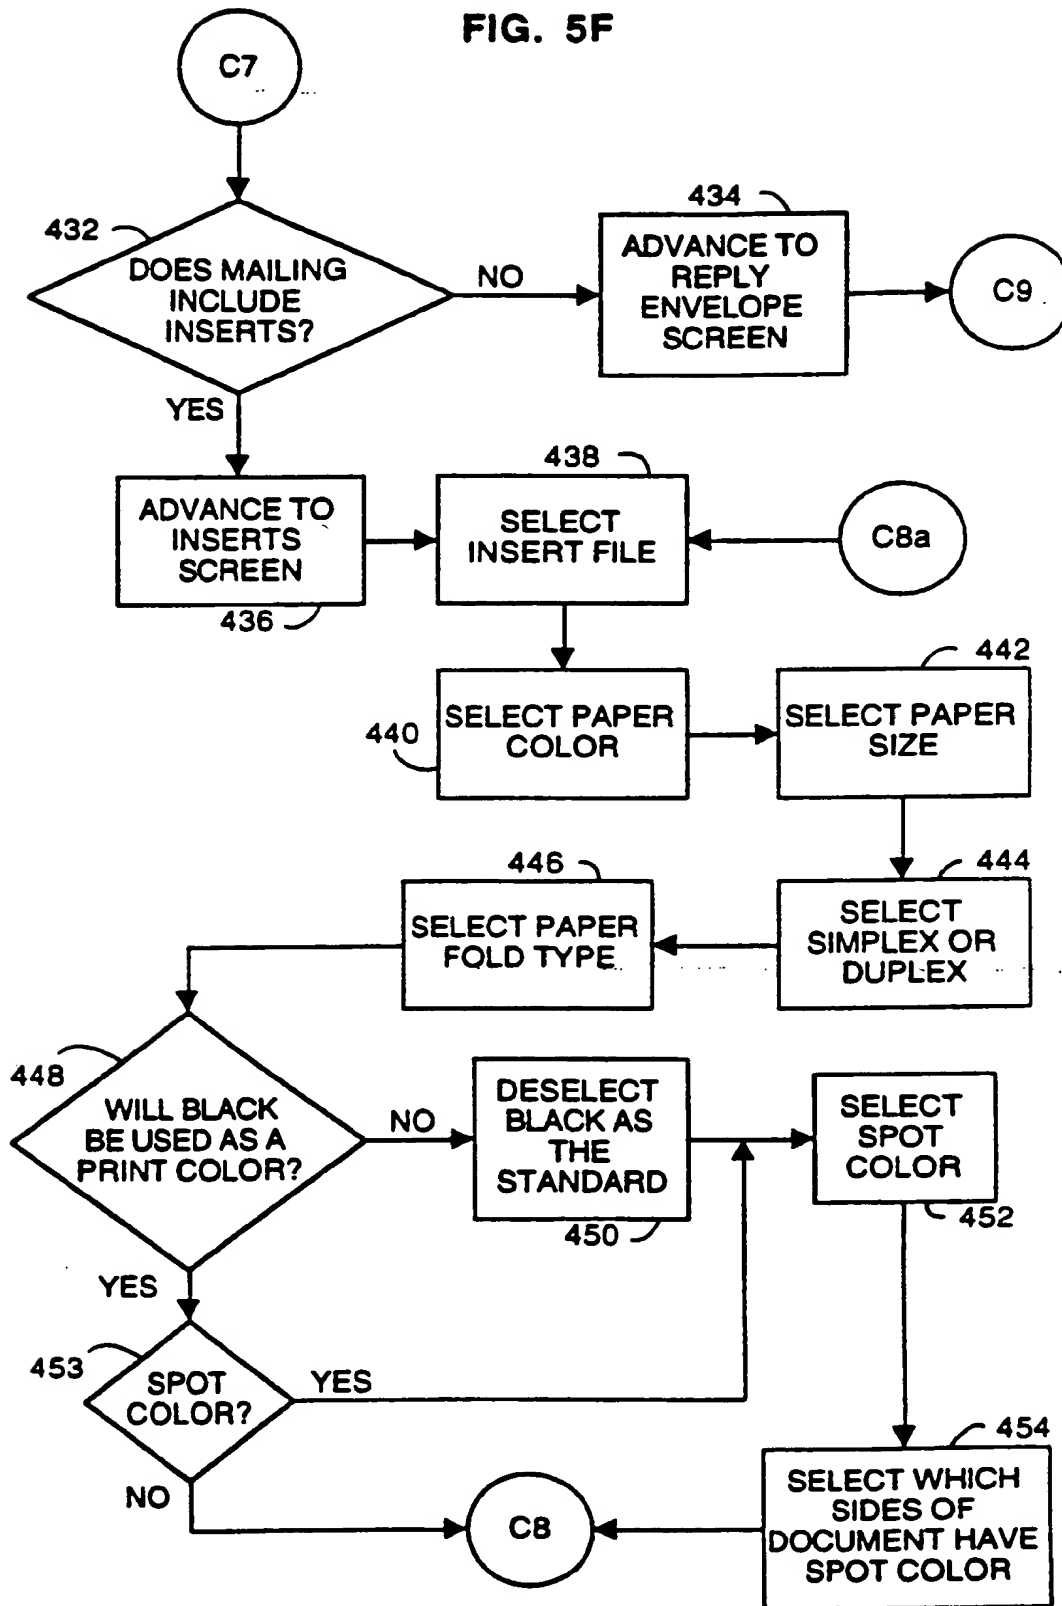 FIG. 5F
C7
432
DOES MAILING
INCLUDE
INSERTS?
NO
434
ADVANCE TO
REPLY
ENVELOPE
SCREEN
C9
YES
ADVANCE TO
INSERTS
SCREEN
436
438
SELECT
INSERT FILE
C8a
440
SELECT PAPER
COLOR
442
SELECT PAPER
SIZE
444
SELECT
SIMPLEX OR
DUPLEX
446
SELECT PAPER
FOLD TYPE
448
WILL BLACK
BE USED AS A
PRINT COLOR?
NO
DESELECT
BLACK AS
THE
STANDARD
450
SELECT
SPOT
COLOR
452
YES
453
SPOT
COLOR?
YES
NO
C8
454
SELECT WHICH
SIDES OF
DOCUMENT HAVE
SPOT COLOR